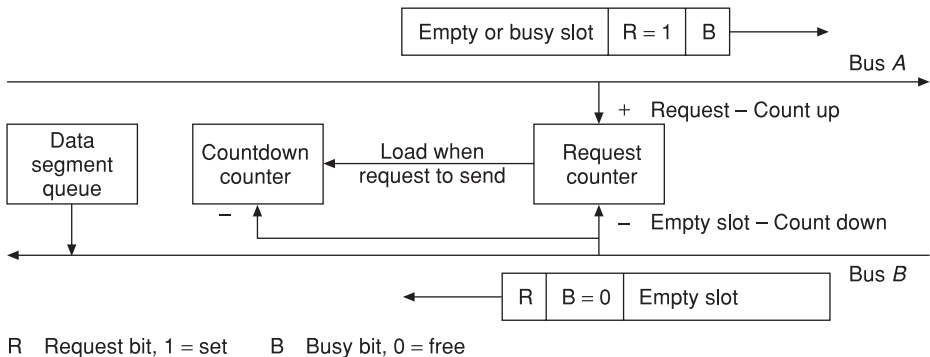 Empty or busy slot R = 1 B
Bus A
+ Request – Count up
Data
segment
queue
Countdown
counter
Load when
request to send
Request
counter
–
– Empty slot – Count down
Bus B
R B = 0 Empty slot
R Request bit, 1 = set B Busy bit, 0 = free